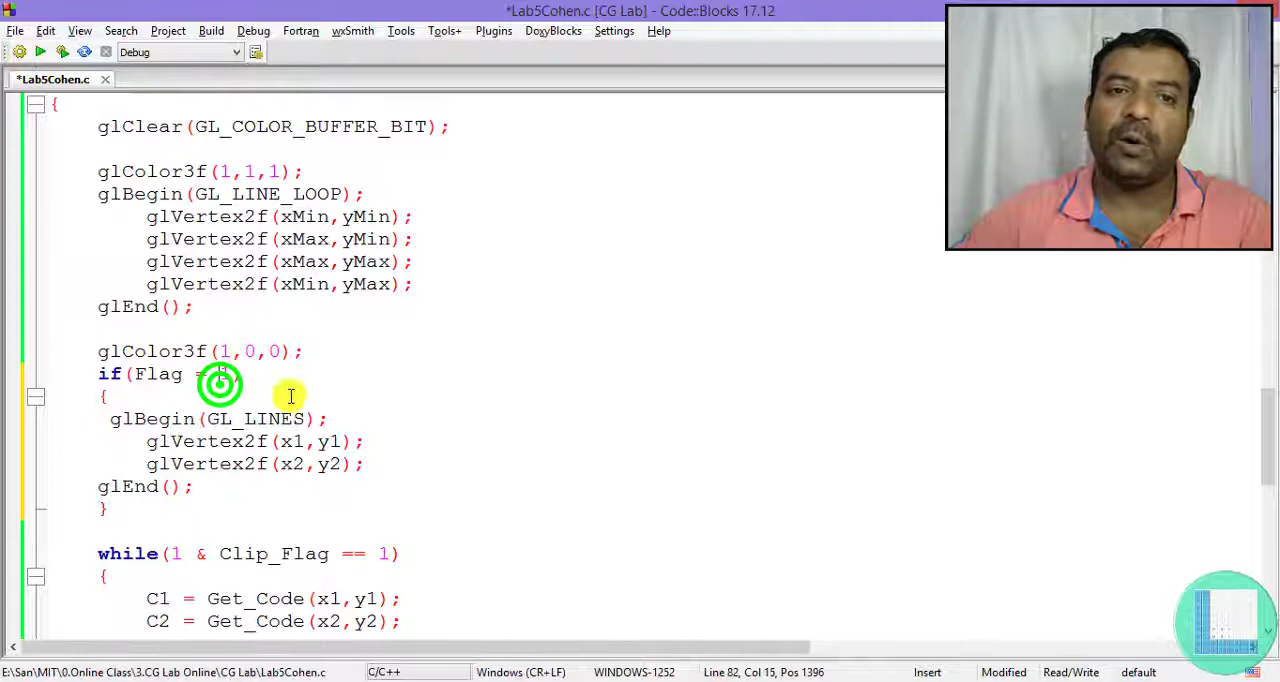 *Lab5Cohen.c [CG Lab] - Code::Blocks 17.12
File Edit View Search Project Build Debug Fortran wxSmith Tools Tools+ Plugins DoxyBlocks Settings Help
Debug
*Lab5Cohen.c
{
glClear(GL_COLOR_BUFFER_BIT);
glColor3f(1,1,1);
glBegin(GL_LINE_LOOP);
glVertex2f(xMin,yMin);
glVertex2f(xMax,yMin);
glVertex2f(xMax,yMax);
glVertex2f(xMin,yMax);
glEnd();
glColor3f(1,0,0);
if(Flag = 1)
{
glBegin(GL_LINES);
glVertex2f(x1,y1);
glVertex2f(x2,y2);
glEnd();
}
while(1 & Clip_Flag == 1)
{
C1 = Get_Code(x1,y1);
C2 = Get_Code(x2,y2);
E:\San\MIT\0.Online Class\3.CG Lab Online\CG Lab\Lab5Cohen.c C/C++ Windows (CR+LF) WINDOWS-1252 Line 82, Col 15, Pos 1396 Insert Modified Read/Write default